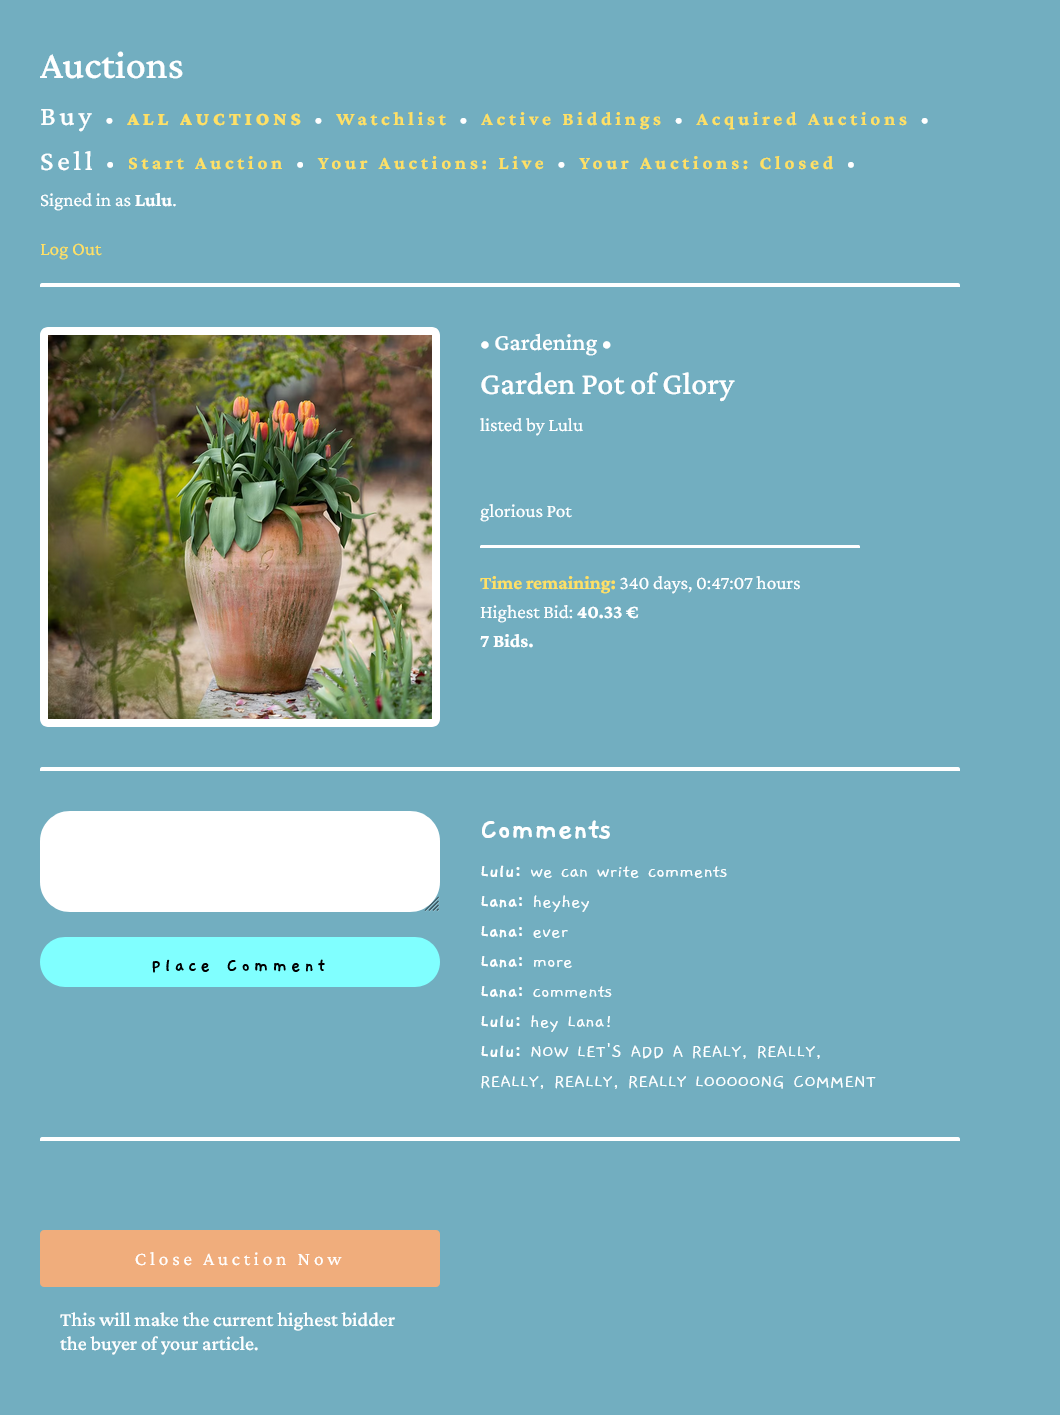 Auctions
Buy • ALL AUCTIONS • Watchlist • Active Biddings • Acquired Auctions •
Sell • Start Auction • Your Auctions: Live • Your Auctions: Closed •
Signed in as Lulu.
Log Out
• Gardening •
Garden Pot of Glory
listed by Lulu
glorious Pot
Time remaining: 340 days, 0:47:07 hours
Highest Bid: 40.33 €
7 Bids.
Place Comment
Comments
Lulu: we can write comments
Lana: heyhey
Lana: ever
Lana: more
Lana: comments
Lulu: hey Lana!
Lulu: NOW LET'S ADD A REALY, REALLY,
REALLY, REALLY, REALLY LOOOOONG COMMENT
Close Auction Now
This will make the current highest bidder
the buyer of your article.